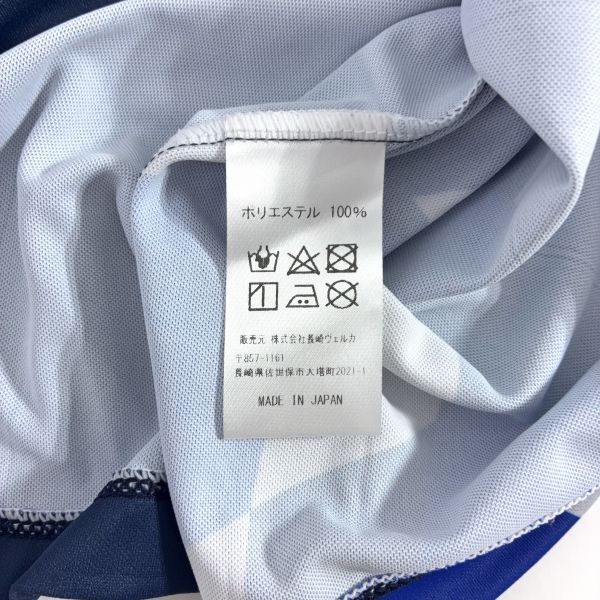 ポリエステル 100%
販売元 株式会社長崎ヴェルカ
〒857-1161
長崎県佐世保市大塔町2021-1
MADE IN JAPAN